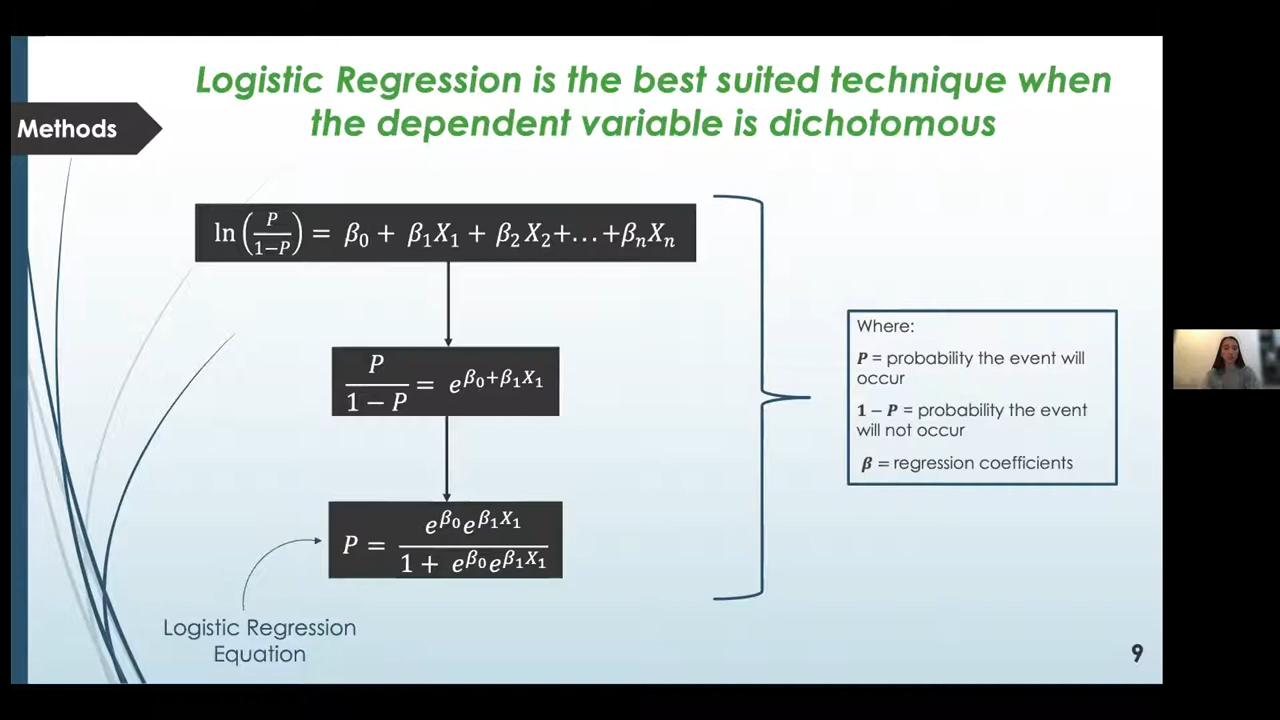 Logistic Regression is the best suited technique when
the dependent variable is dichotomous
Methods
ln(P/(1−P)) = β₀ + β₁X₁ + β₂X₂+…+βₙXₙ
P/(1 − P) = e^(β₀+β₁X₁)
P = (e^β₀ e^(β₁X₁))/(1 + e^β₀ e^(β₁X₁))
Logistic Regression
Equation
Where:
P = probability the event will
occur
1 − P = probability the event
will not occur
β = regression coefficients
9